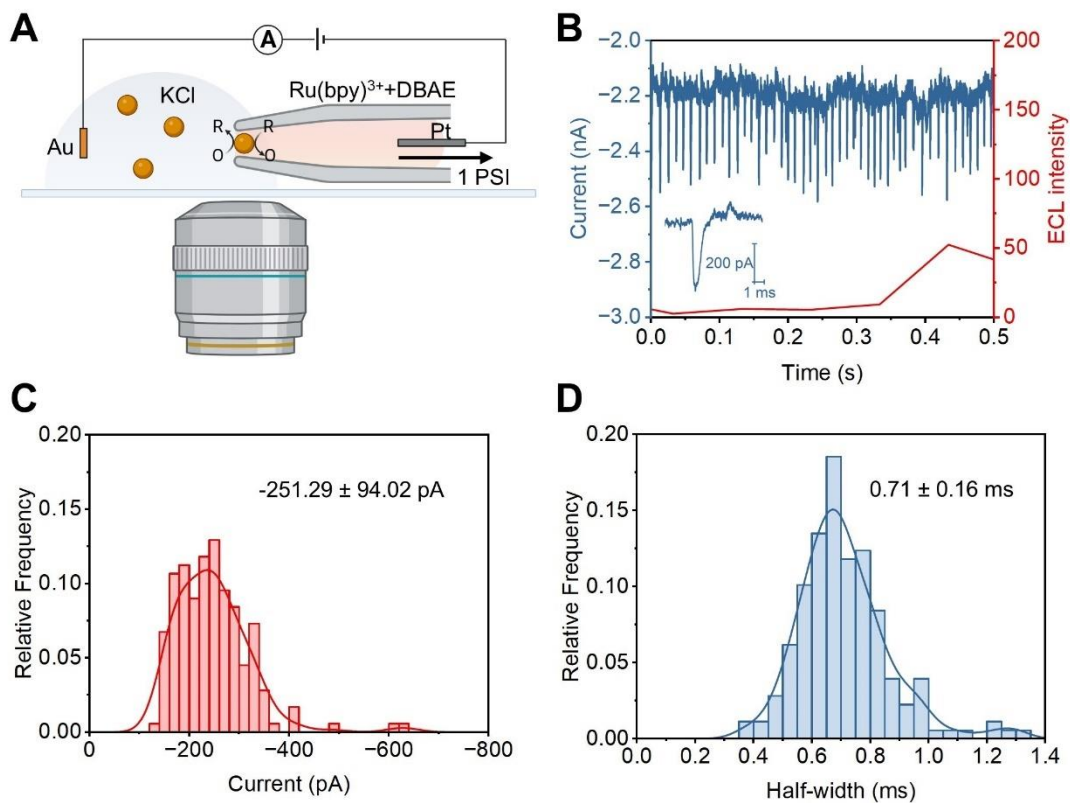 A
A
KCl
Ru(bpy)³⁺+DBAE
R
R
Au
Pt
O
O
1 PSI
B
−2.0
−2.2
−2.4
−2.6
−2.8
−3.0
Current (nA)
200 pA
1 ms
200
150
100
50
0
ECL intensity
0.0 0.1 0.2 0.3 0.4 0.5
Time (s)
C
0.20
0.15
0.10
0.05
0.00
Relative Frequency
-251.29 ± 94.02 pA
0 −200 −400 −600 −800
Current (pA)
D
0.20
0.15
0.10
0.05
0.00
Relative Frequency
0.71 ± 0.16 ms
0.2 0.4 0.6 0.8 1.0 1.2 1.4
Half-width (ms)